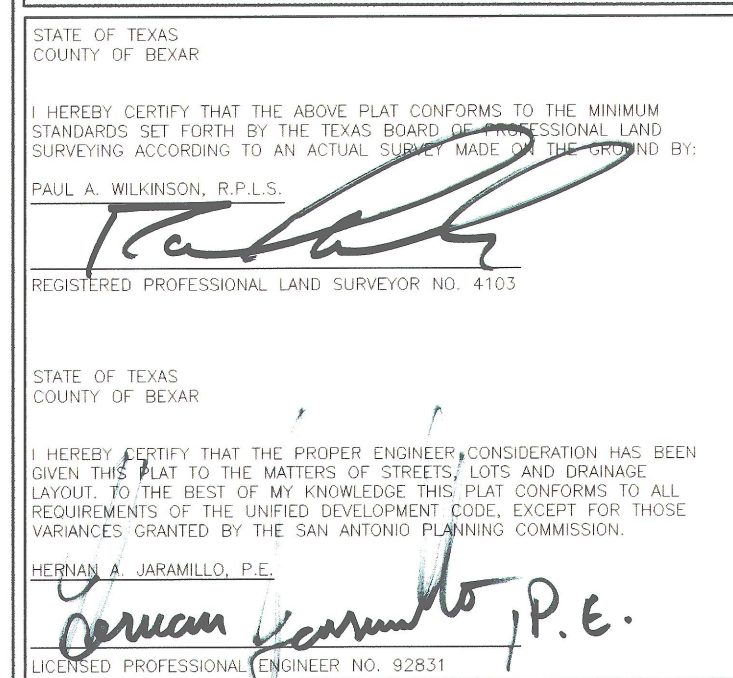 STATE OF TEXAS
COUNTY OF BEXAR
I HEREBY CERTIFY THAT THE ABOVE PLAT CONFORMS TO THE MINIMUM
STANDARDS SET FORTH BY THE TEXAS BOARD OF PROFESSIONAL LAND
SURVEYING ACCORDING TO AN ACTUAL SURVEY MADE ON THE GROUND BY:
PAUL A. WILKINSON, R.P.L.S.
REGISTERED PROFESSIONAL LAND SURVEYOR NO. 4103
STATE OF TEXAS
COUNTY OF BEXAR
I HEREBY CERTIFY THAT THE PROPER ENGINEER CONSIDERATION HAS BEEN
GIVEN THIS PLAT TO THE MATTERS OF STREETS, LOTS AND DRAINAGE
LAYOUT. TO THE BEST OF MY KNOWLEDGE THIS PLAT CONFORMS TO ALL
REQUIREMENTS OF THE UNIFIED DEVELOPMENT CODE, EXCEPT FOR THOSE
VARIANCES GRANTED BY THE SAN ANTONIO PLANNING COMMISSION.
HERNAN A. JARAMILLO, P.E.
Hernan Jaramillo, P.E.
LICENSED PROFESSIONAL ENGINEER NO. 92831